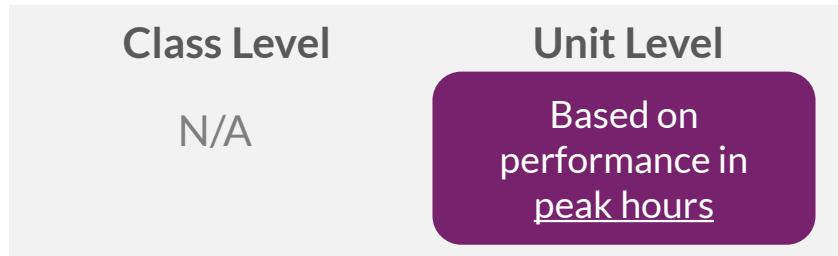 Class Level
Unit Level
N/A
Based on
performance in
peak hours